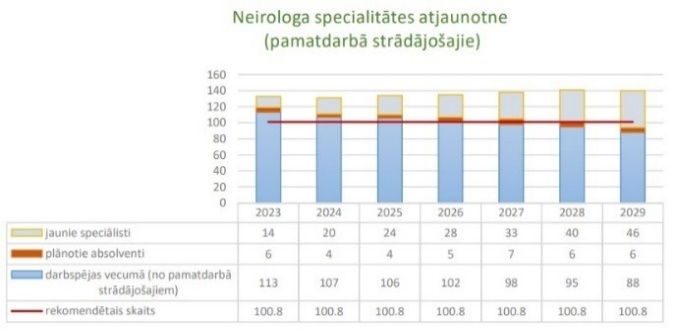 Neirologa specialitātes atjaunotne
(pamatdarbā strādājošajie)
160
140
120
100
80
60
40
20
0
2023 2024 2025 2026 2027 2028 2029
jaunie speciālisti 14 20 24 28 33 40 46
plānotie absolventi 6 4 4 5 7 6 6
darbspējas vecumā (no pamatdarbā
strādājošajiem) 113 107 106 102 98 95 88
rekomendētais skaits 100.8 100.8 100.8 100.8 100.8 100.8 100.8